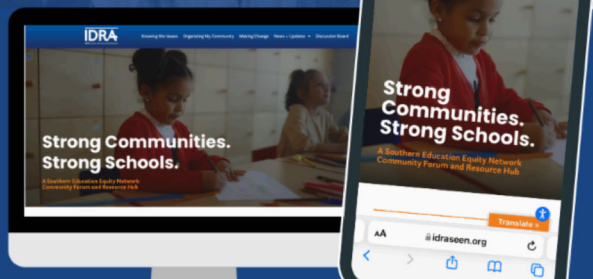 IDRA
Knowing the Issues Organizing My Community Making Change News + Updates Discussion Board
Strong Communities.
Strong Schools.
A Southern Education Equity Network
Community Forum and Resource Hub
Strong
Communities.
Strong Schools.
A Southern Education Equity Network
Community Forum and Resource Hub
Translate »
AA
idraseen.org